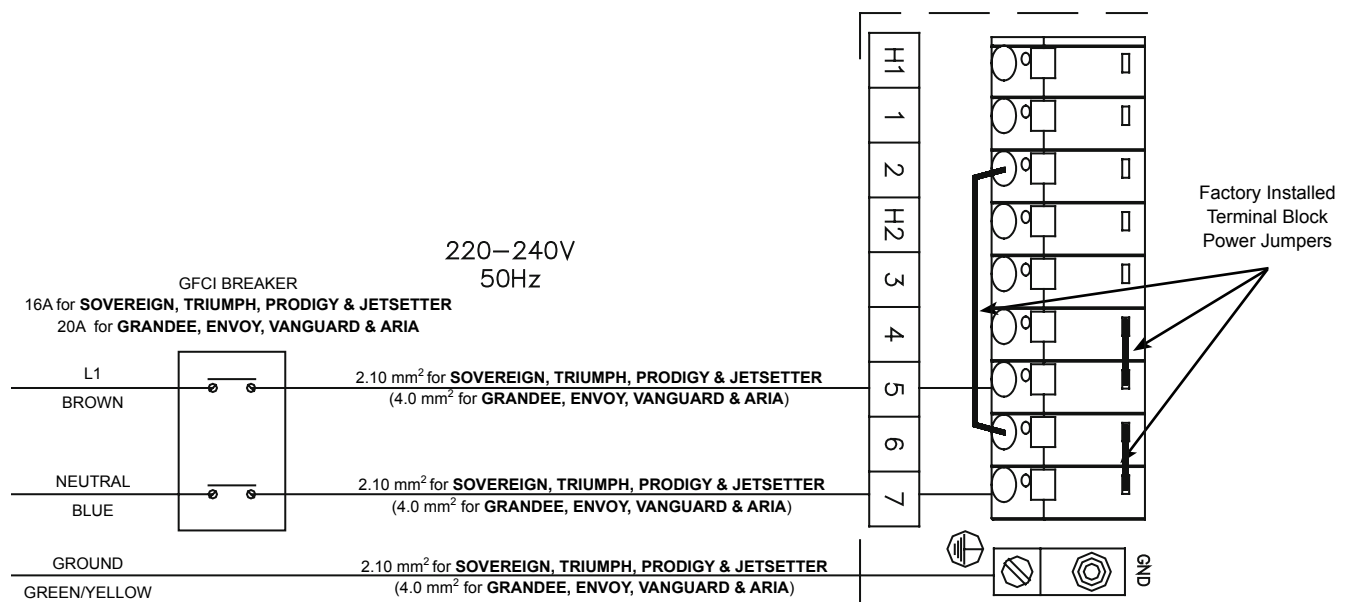 H1
1
2
H2
3
4
5
6
7
Factory Installed
Terminal Block
Power Jumpers
220–240V
50Hz
GFCI BREAKER
16A for SOVEREIGN, TRIUMPH, PRODIGY & JETSETTER
20A for GRANDEE, ENVOY, VANGUARD & ARIA
L1
BROWN
2.10 mm² for SOVEREIGN, TRIUMPH, PRODIGY & JETSETTER
(4.0 mm² for GRANDEE, ENVOY, VANGUARD & ARIA)
NEUTRAL
BLUE
2.10 mm² for SOVEREIGN, TRIUMPH, PRODIGY & JETSETTER
(4.0 mm² for GRANDEE, ENVOY, VANGUARD & ARIA)
GROUND
GREEN/YELLOW
2.10 mm² for SOVEREIGN, TRIUMPH, PRODIGY & JETSETTER
(4.0 mm² for GRANDEE, ENVOY, VANGUARD & ARIA)
GND